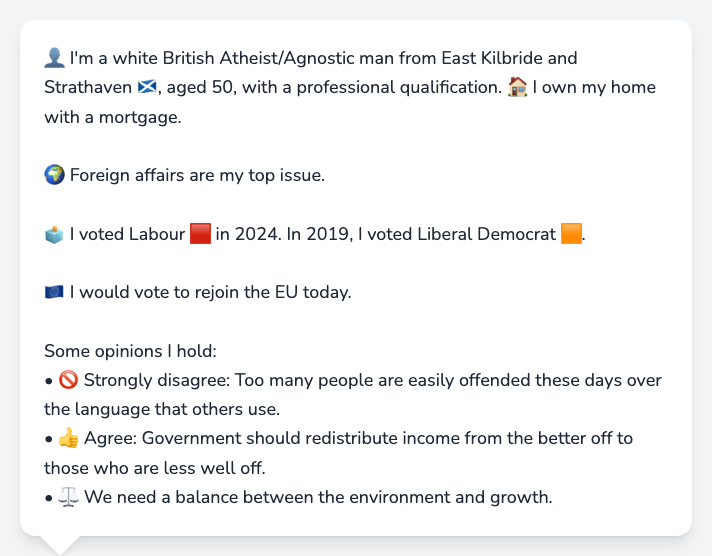 👤 I'm a white British Atheist/Agnostic man from East Kilbride and
Strathaven 🏴󠁧󠁢󠁳󠁣󠁴󠁿, aged 50, with a professional qualification. 🏠 I own my home
with a mortgage.
🌍 Foreign affairs are my top issue.
🗳️ I voted Labour 🟥 in 2024. In 2019, I voted Liberal Democrat 🟧.
🇪🇺 I would vote to rejoin the EU today.
Some opinions I hold:
• 🚫 Strongly disagree: Too many people are easily offended these days over
the language that others use.
• 👍 Agree: Government should redistribute income from the better off to
those who are less well off.
• ⚖️ We need a balance between the environment and growth.